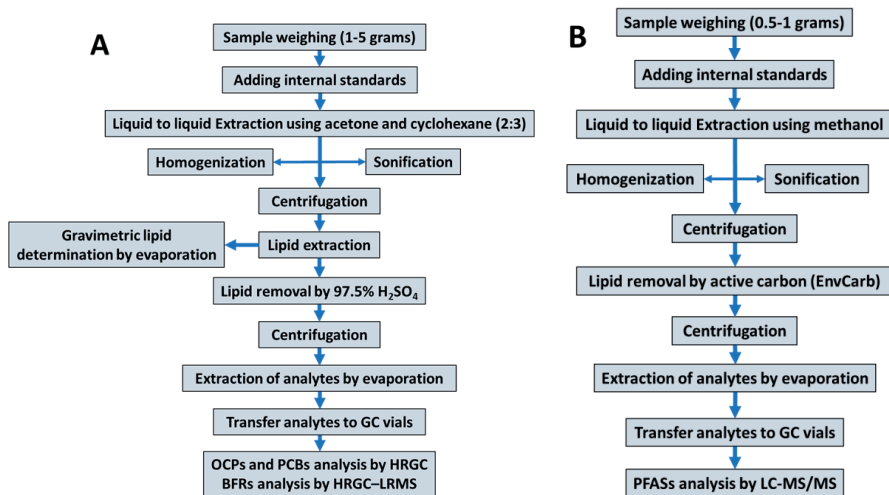 A
Sample weighing (1-5 grams)
Adding internal standards
Liquid to liquid Extraction using acetone and cyclohexane (2:3)
Homogenization
Sonification
Centrifugation
Gravimetric lipid
determination by evaporation
Lipid extraction
Lipid removal by 97.5% H₂SO₄
Centrifugation
Extraction of analytes by evaporation
Transfer analytes to GC vials
OCPs and PCBs analysis by HRGC
BFRs analysis by HRGC–LRMS
B
Sample weighing (0.5-1 grams)
Adding internal standards
Liquid to liquid Extraction using methanol
Homogenization
Sonification
Centrifugation
Lipid removal by active carbon (EnvCarb)
Centrifugation
Extraction of analytes by evaporation
Transfer analytes to GC vials
PFASs analysis by LC-MS/MS